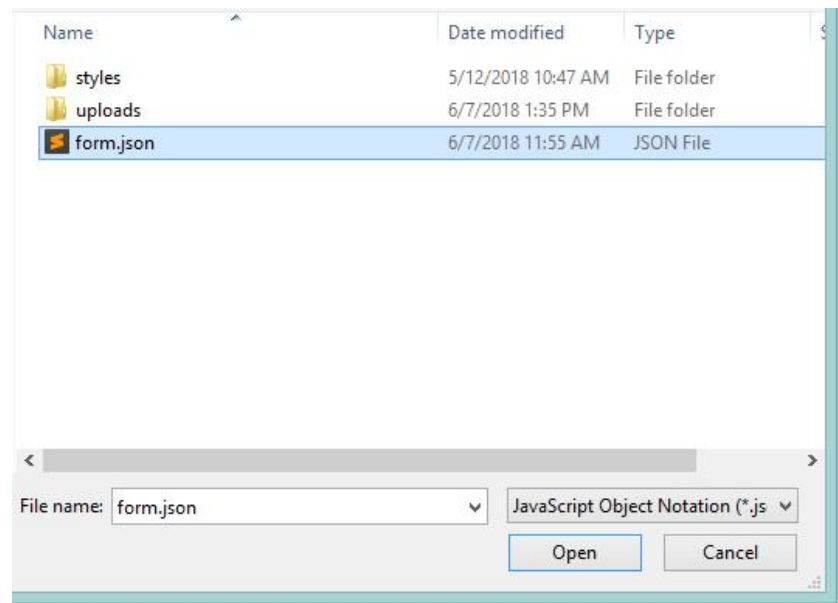 Name Date modified Type
styles 5/12/2018 10:47 AM File folder
uploads 6/7/2018 1:35 PM File folder
form.json 6/7/2018 11:55 AM JSON File
File name: form.json JavaScript Object Notation (*.js
Open Cancel